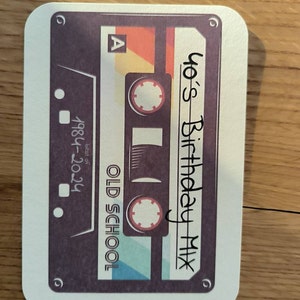 40's Birthday Mix
A
OLD SCHOOL
1984-2024